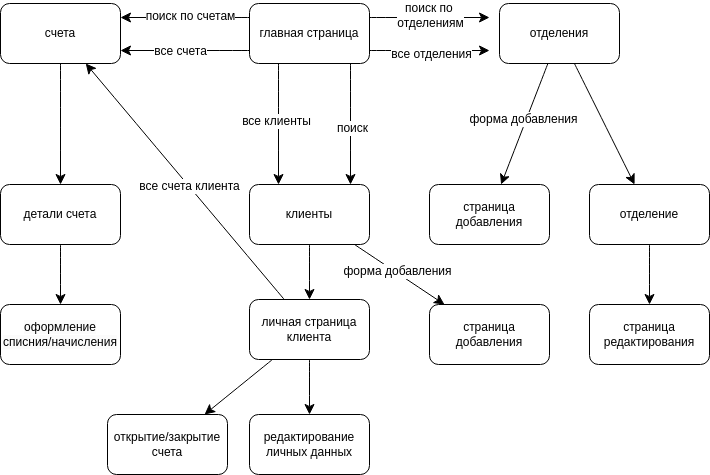 счета
поиск по счетам
главная страница
поиск по
отделениям
отделения
все счета
все отделения
все клиенты
поиск
форма добавления
все счета клиента
детали счета
клиенты
страница
добавления
отделение
форма добавления
оформление
списния/начисления
личная страница
клиента
страница
добавления
страница
редактирования
открытие/закрытие
счета
редактирование
личных данных